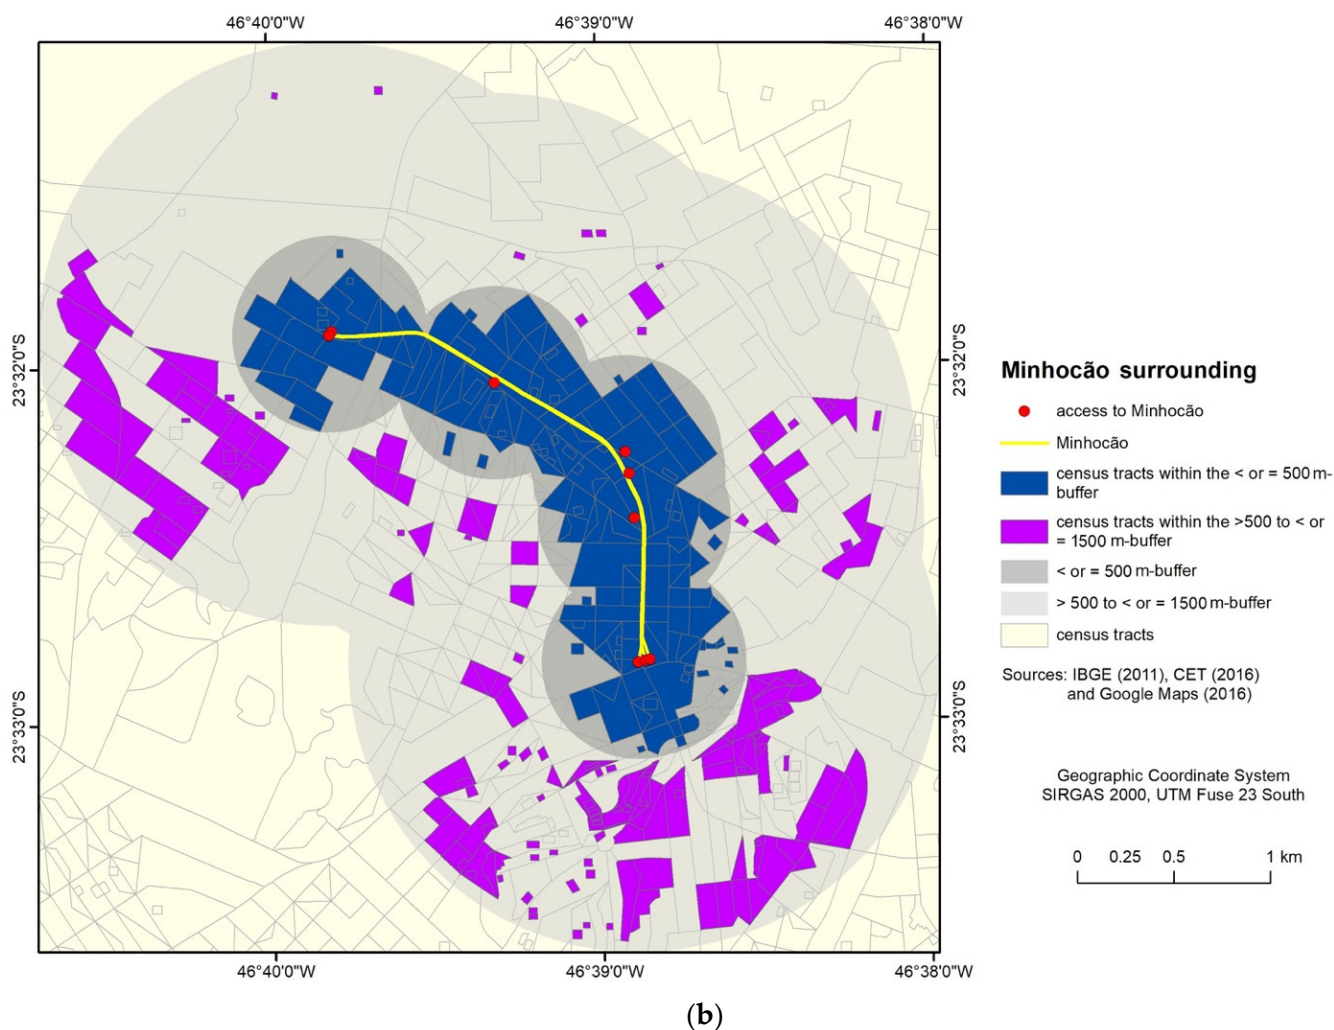 46°40'0"W 46°39'0"W 46°38'0"W
23°32'0"S
23°32'0"S
23°33'0"S
23°33'0"S
Minhocão surrounding
access to Minhocão
Minhocão
census tracts within the < or = 500 m-
buffer
census tracts within the >500 to < or
= 1500 m-buffer
< or = 500 m-buffer
> 500 to < or = 1500 m-buffer
census tracts
Sources: IBGE (2011), CET (2016)
and Google Maps (2016)
Geographic Coordinate System
SIRGAS 2000, UTM Fuse 23 South
0 0.25 0.5 1 km
46°40'0"W 46°39'0"W 46°38'0"W
(b)